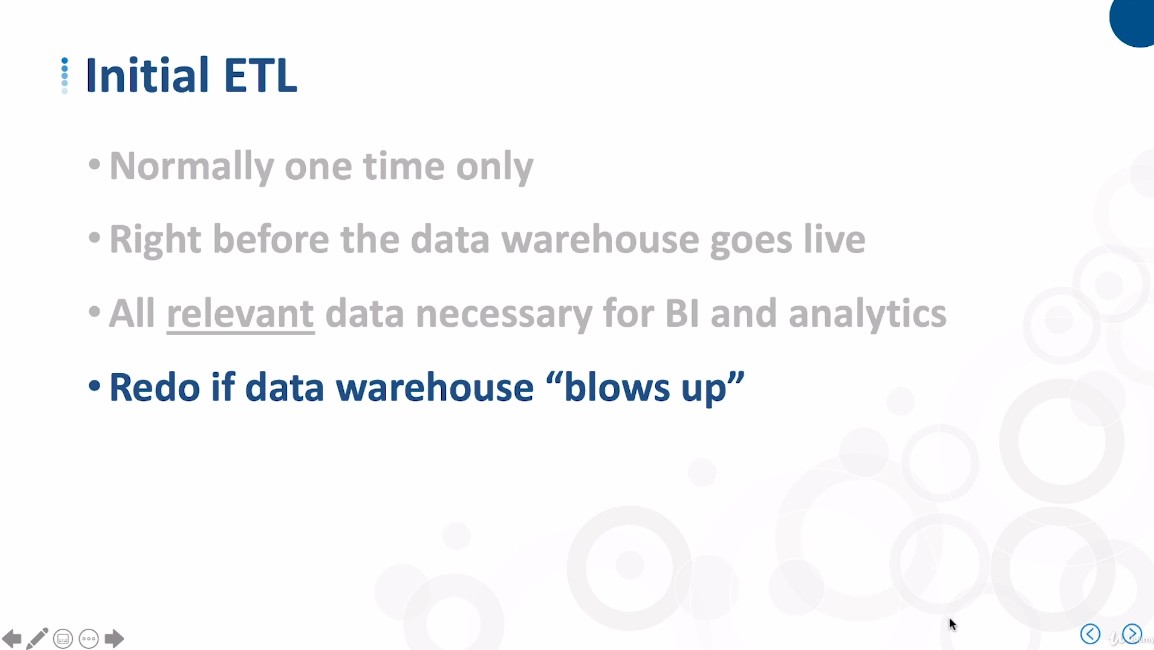 Initial ETL
• Normally one time only
• Right before the data warehouse goes live
• All relevant data necessary for BI and analytics
• Redo if data warehouse “blows up”